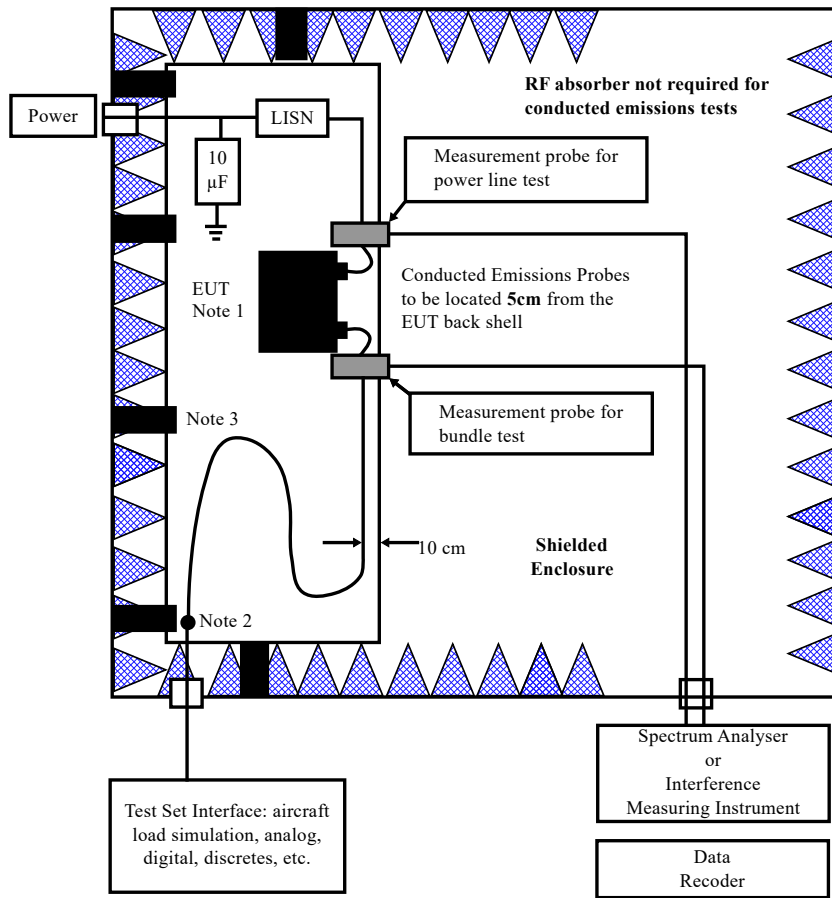 RF absorber not required for
conducted emissions tests
Power
LISN
10
µF
Measurement probe for
power line test
EUT
Note 1
Conducted Emissions Probes
to be located 5cm from the
EUT back shell
Note 3
Measurement probe for
bundle test
10 cm
Shielded
Enclosure
Note 2
Test Set Interface: aircraft
load simulation, analog,
digital, discretes, etc.
Spectrum Analyser
or
Interference
Measuring Instrument
Data
Recoder